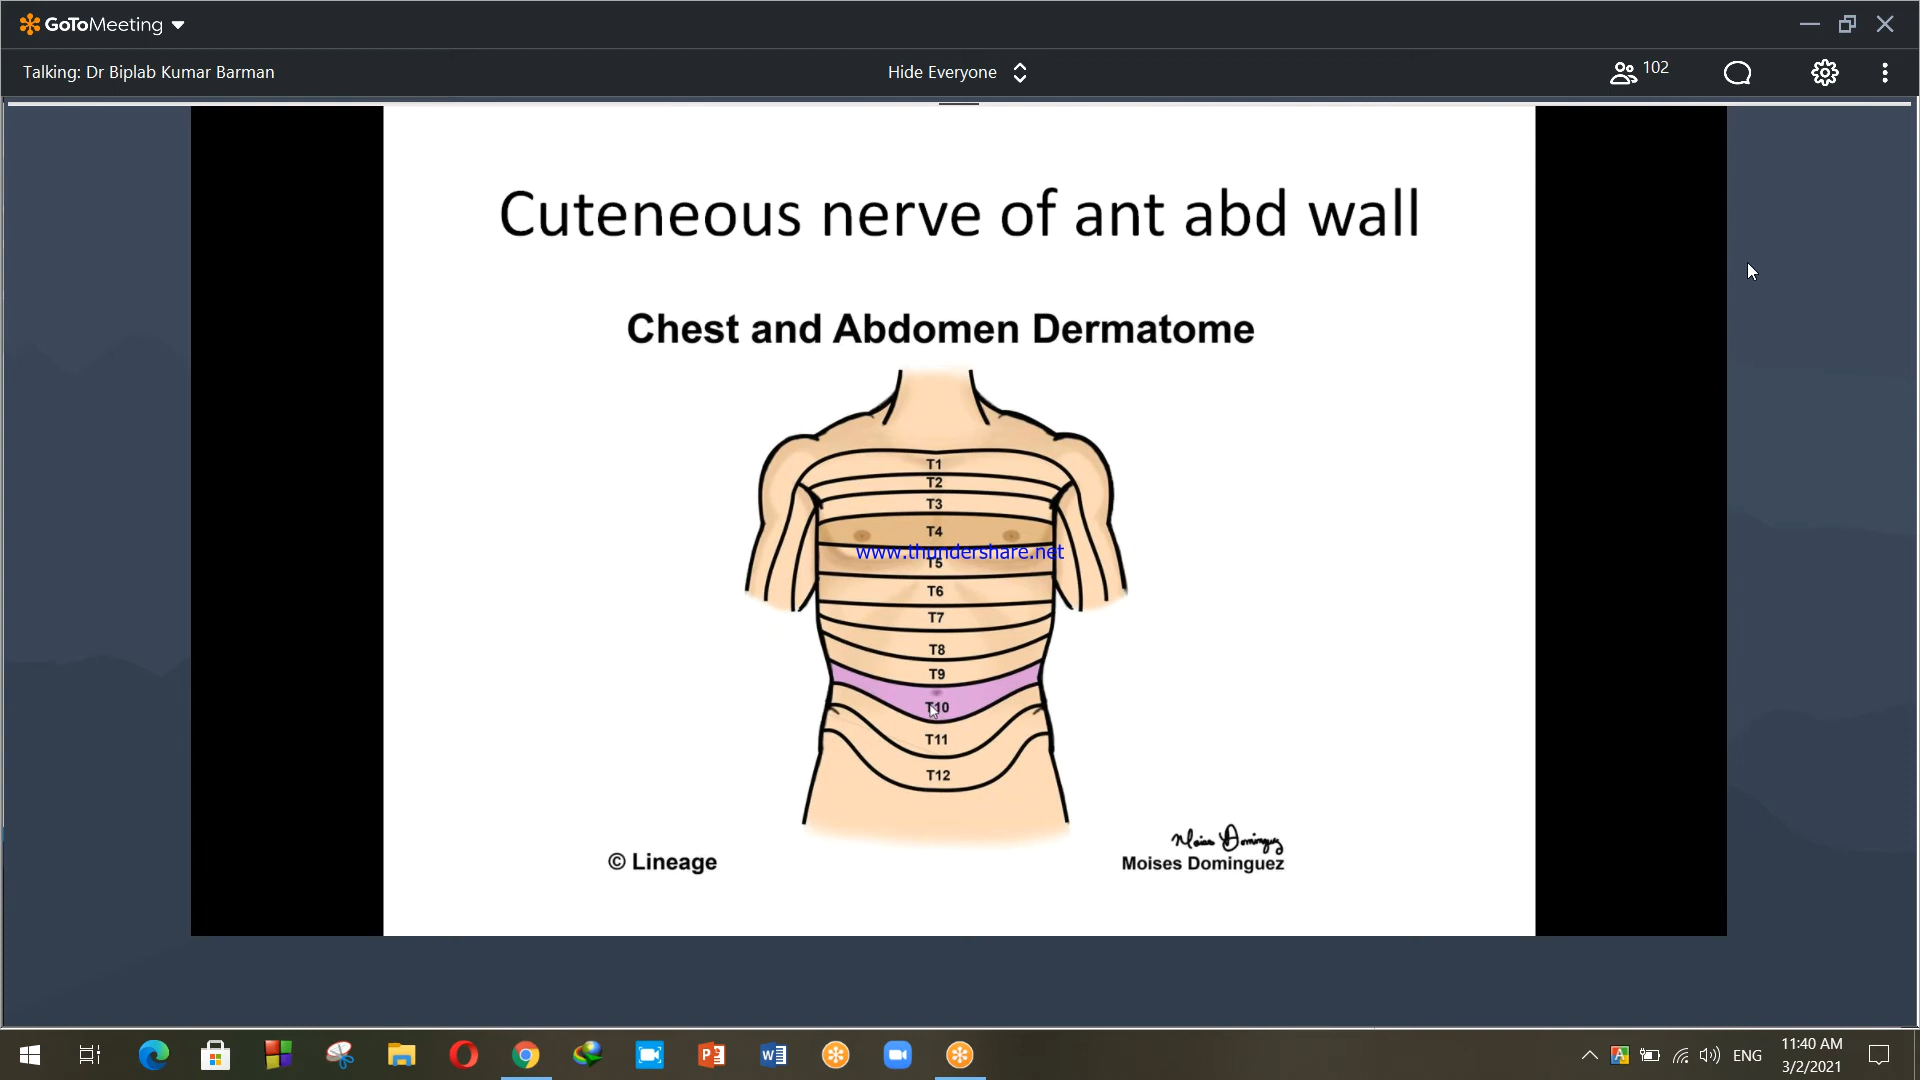 GoToMeeting
Talking: Dr Biplab Kumar Barman
Hide Everyone
102
Cuteneous nerve of ant abd wall
Chest and Abdomen Dermatome
T1
T2
T3
T4
www.thundershare.net
T5
T6
T7
T8
T9
T10
T11
T12
Moises Dominguez
© Lineage
Moises Dominguez
ENG
11:40 AM
3/2/2021